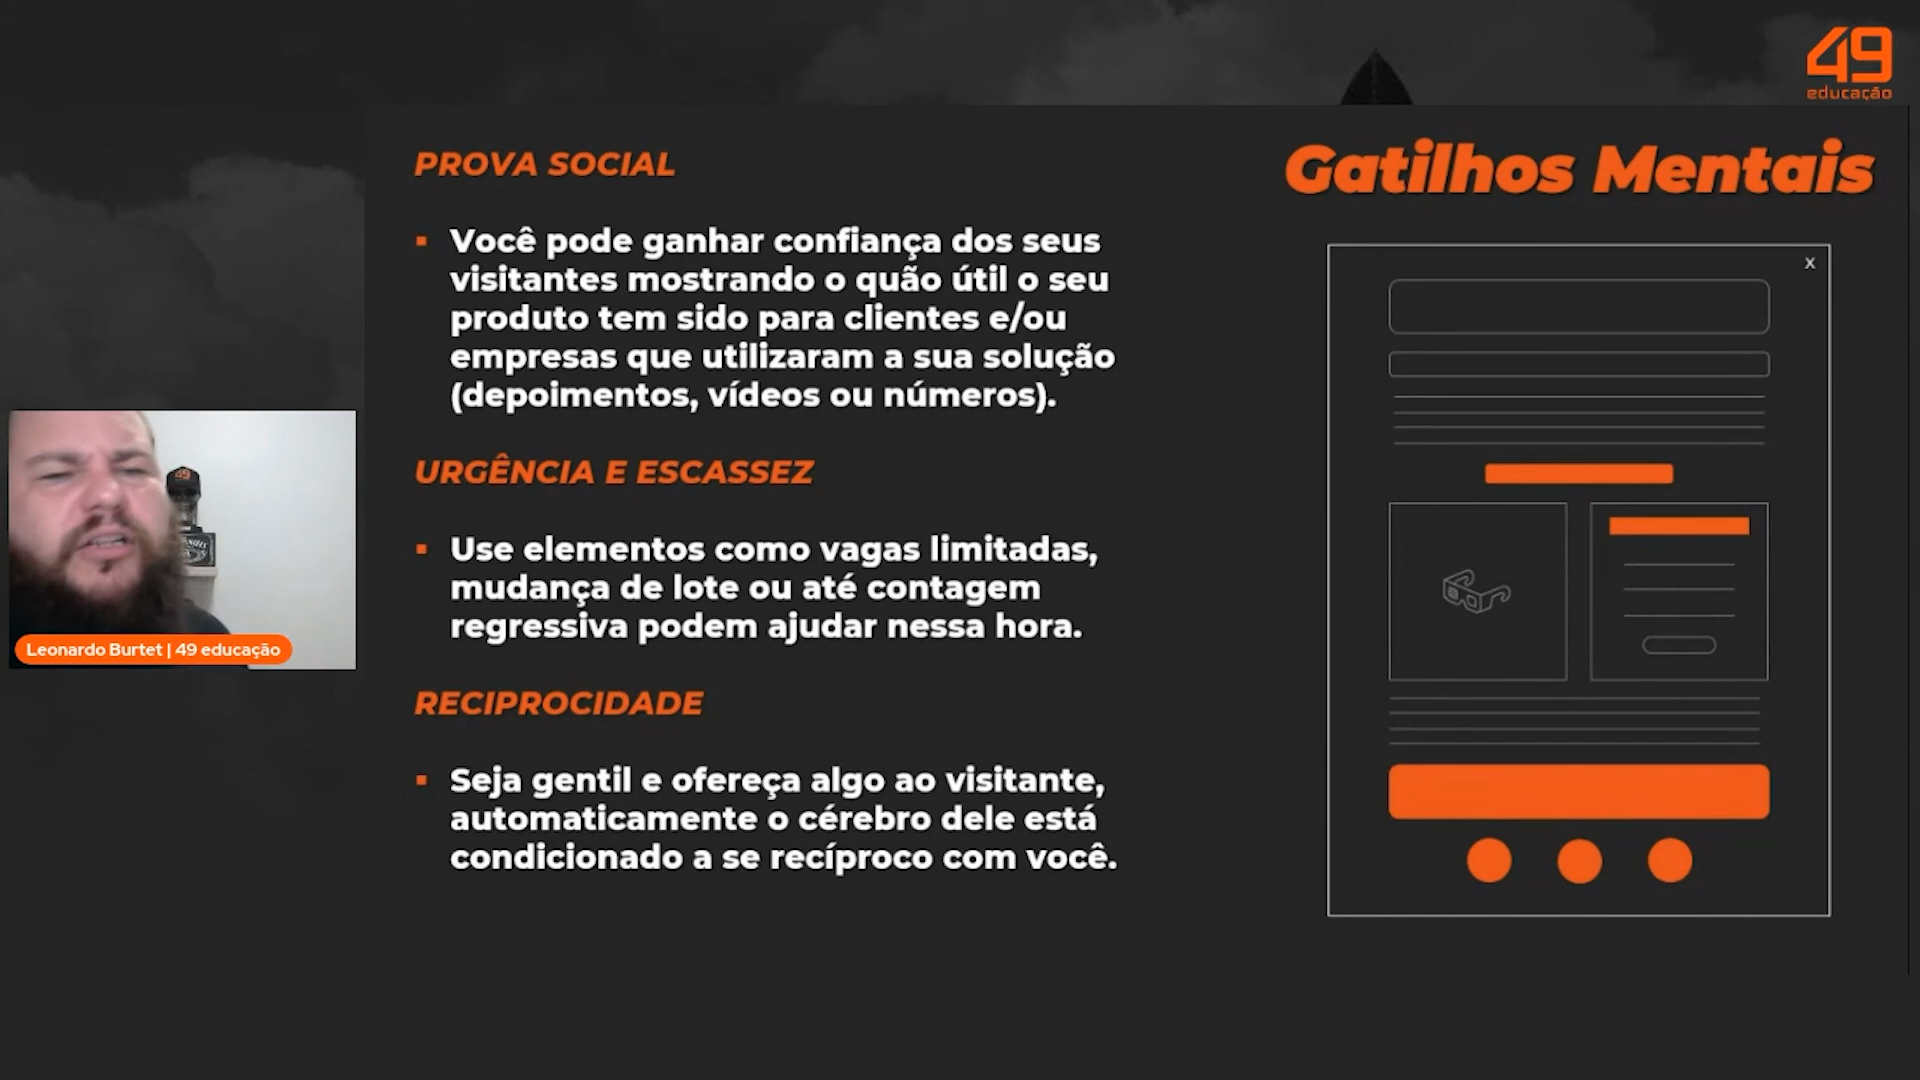 49
educação
Gatilhos Mentais
PROVA SOCIAL
▪ Você pode ganhar confiança dos seus
visitantes mostrando o quão útil o seu
produto tem sido para clientes e/ou
empresas que utilizaram a sua solução
(depoimentos, vídeos ou números).
URGÊNCIA E ESCASSEZ
▪ Use elementos como vagas limitadas,
mudança de lote ou até contagem
regressiva podem ajudar nessa hora.
RECIPROCIDADE
▪ Seja gentil e ofereça algo ao visitante,
automaticamente o cérebro dele está
condicionado a se recíproco com você.
X
49
Leonardo Burtet | 49 educação